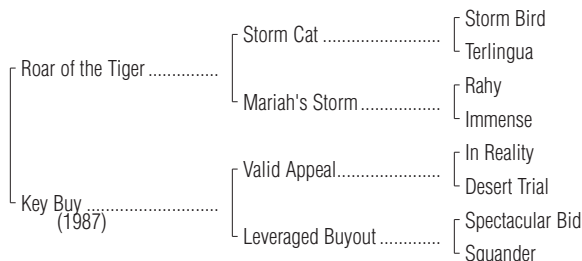 Storm Bird
Storm Cat ........................
Terlingua
Roar of the Tiger ..............
Rahy
Mariah's Storm ................
Immense
In Reality
Valid Appeal.....................
Desert Trial
Key Buy ..........................
(1987)
Spectacular Bid
Leveraged Buyout ............
Squander